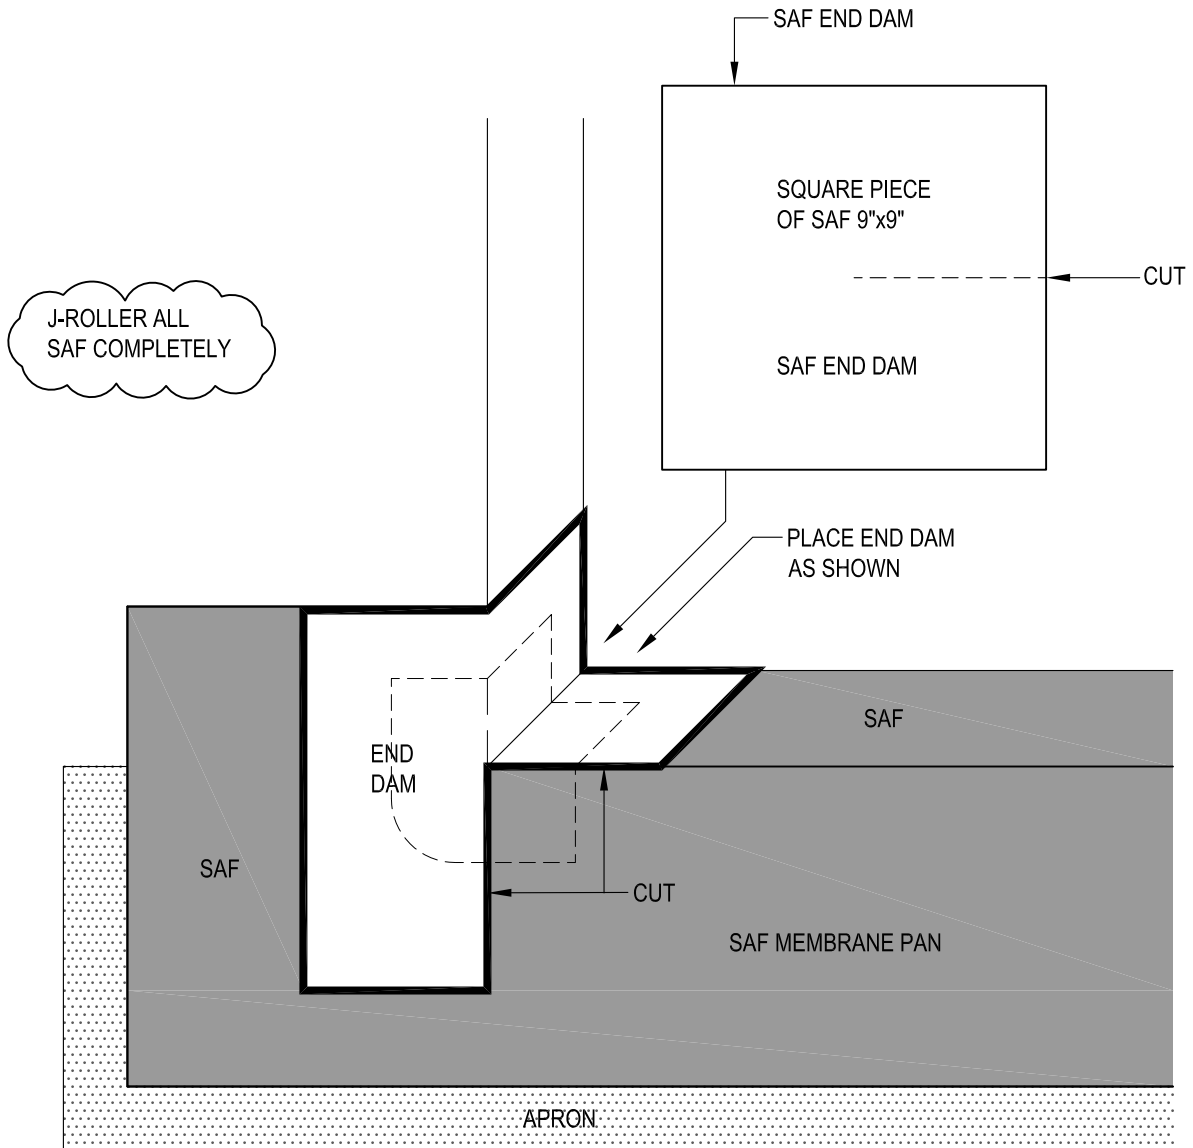 SAF END DAM
SQUARE PIECE
OF SAF 9"x9"
CUT
J-ROLLER ALL
SAF COMPLETELY
SAF END DAM
PLACE END DAM
AS SHOWN
SAF
END
DAM
SAF
CUT
SAF MEMBRANE PAN
APRON